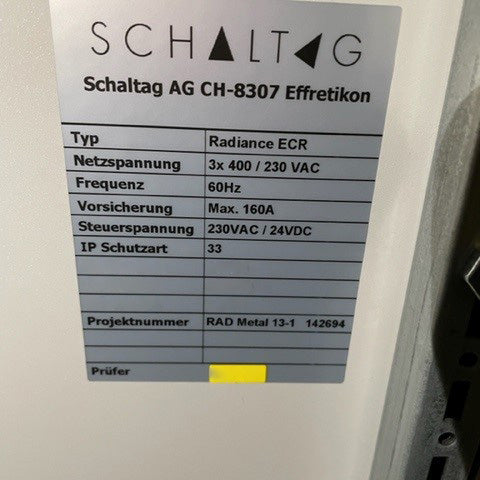 SCHALTAG
Schaltag AG CH-8307 Effretikon
Typ Radiance ECR
Netzspannung 3x 400 / 230 VAC
Frequenz 60Hz
Vorsicherung Max. 160A
Steuerspannung 230VAC / 24VDC
IP Schutzart 33
Projektnummer RAD Metal 13-1 142694
Prüfer